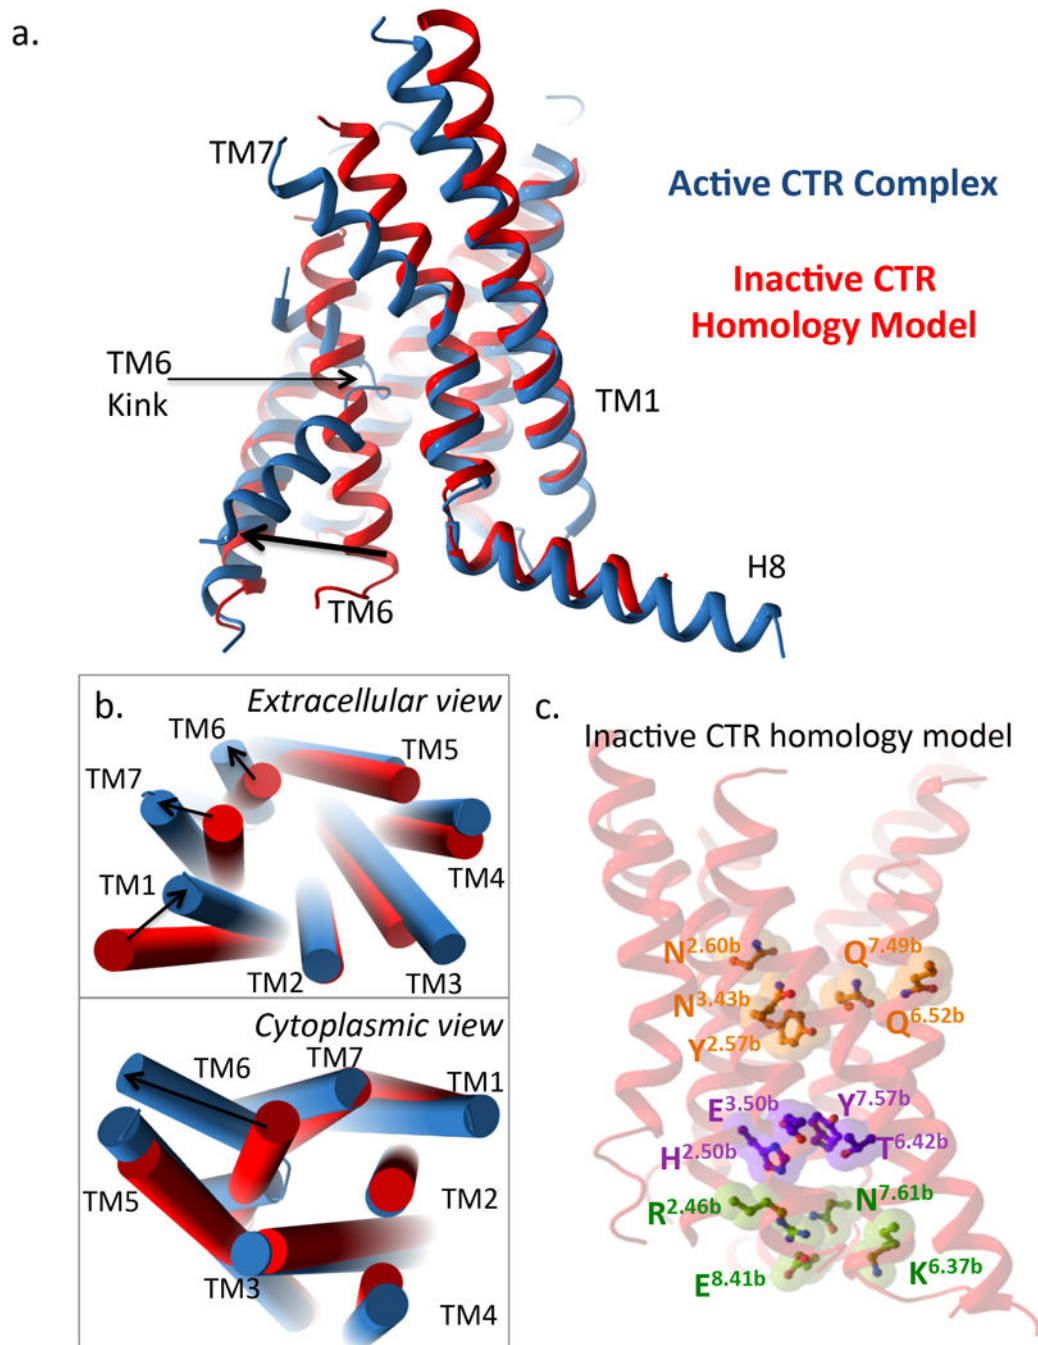 a.
TM7
Active CTR Complex
Inactive CTR
Homology Model
TM6
Kink
TM1
TM6
H8
b.
Extracellular view
TM6
TM5
TM7
TM1
TM4
TM2
TM3
Cytoplasmic view
TM6
TM7
TM1
TM5
TM2
TM3
TM4
c.
Inactive CTR homology model
N2.60b
Q7.49b
N3.43b
Q6.52b
Y2.57b
E3.50b
Y7.57b
H2.50b
T6.42b
R2.46b
N7.61b
E8.41b
K6.37b